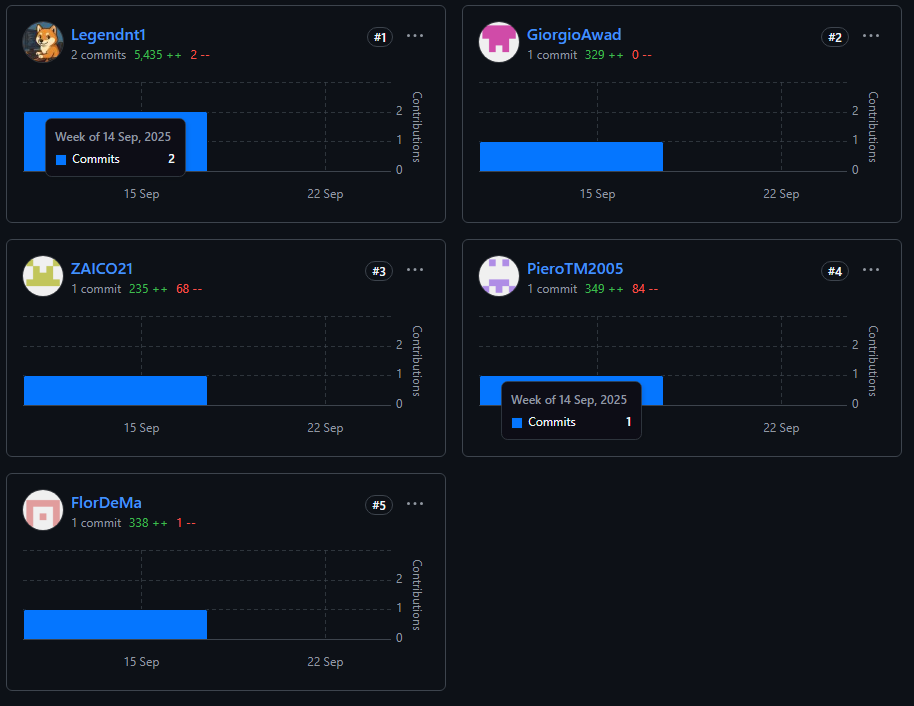 Legendnt1
#1
2 commits 5,435 ++ 2 --
Contributions
2
1
0
Week of 14 Sep, 2025
Commits 2
15 Sep
22 Sep
GiorgioAwad
#2
1 commit 329 ++ 0 --
Contributions
2
1
0
15 Sep
22 Sep
ZAICO21
#3
1 commit 235 ++ 68 --
Contributions
2
1
0
15 Sep
22 Sep
PieroTM2005
#4
1 commit 349 ++ 84 --
Contributions
2
1
0
Week of 14 Sep, 2025
Commits 1
22 Sep
FlorDeMa
#5
1 commit 338 ++ 1 --
Contributions
2
1
0
15 Sep
22 Sep